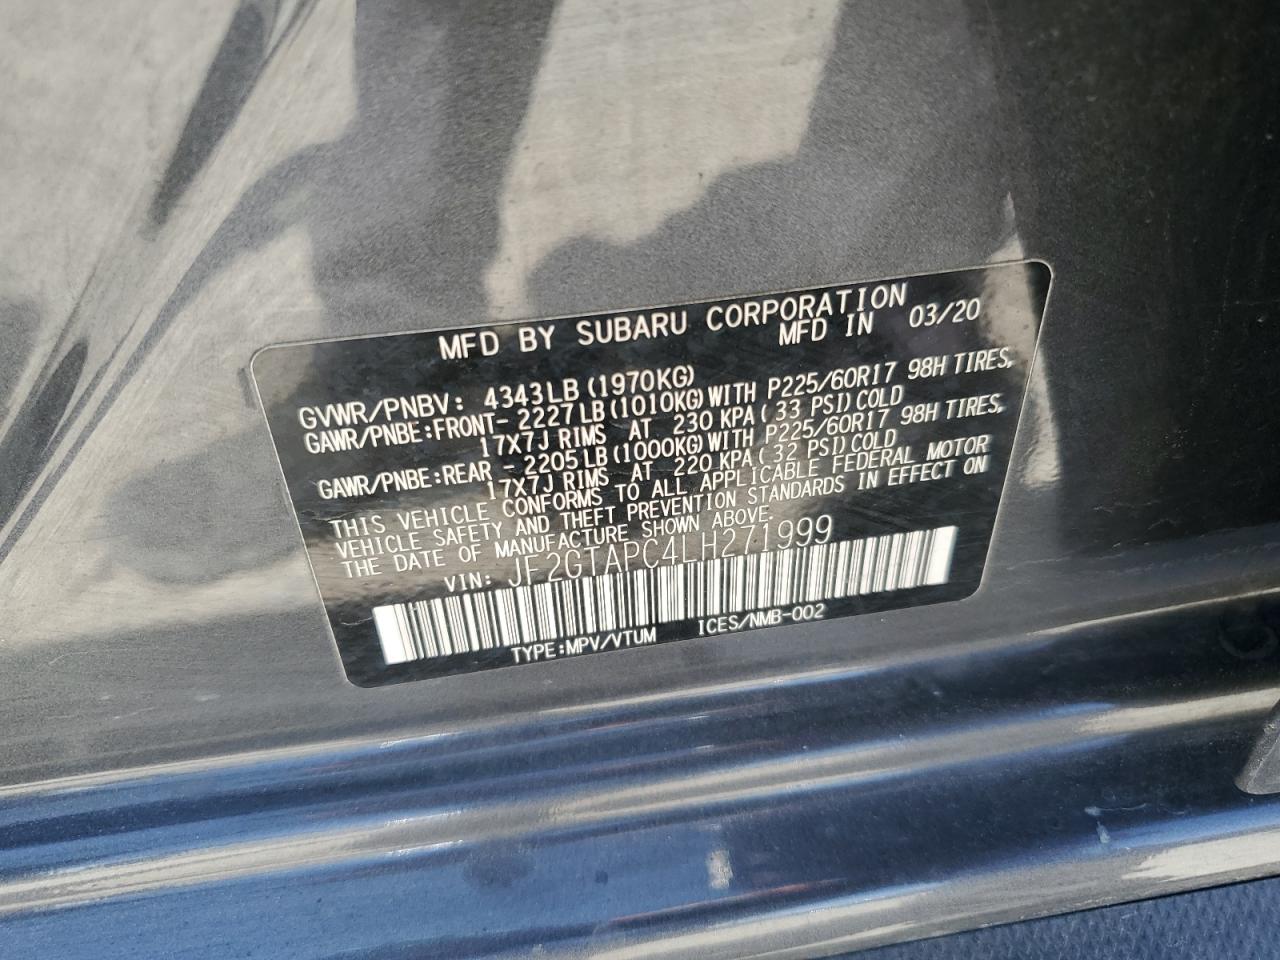 MFD BY SUBARU CORPORATION
MFD IN 03/20
GVWR/PNBV: 4343LB(1970KG)
GAWR/PNBE:FRONT- 2227LB(1010KG)WITH P225/60R17 98H TIRES,
17X7J RIMS AT 230 KPA(33 PSI)COLD
GAWR/PNBE:REAR - 2205LB(1000KG)WITH P225/60R17 98H TIRES,
17X7J RIMS AT 220 KPA(32 PSI)COLD
THIS VEHICLE CONFORMS TO ALL APPLICABLE FEDERAL MOTOR
VEHICLE SAFETY AND THEFT PREVENTION STANDARDS IN EFFECT ON
THE DATE OF MANUFACTURE SHOWN ABOVE.
VIN: JF2GTAPC4LH271999
TYPE:MPV/VTUM ICES/NMB-002